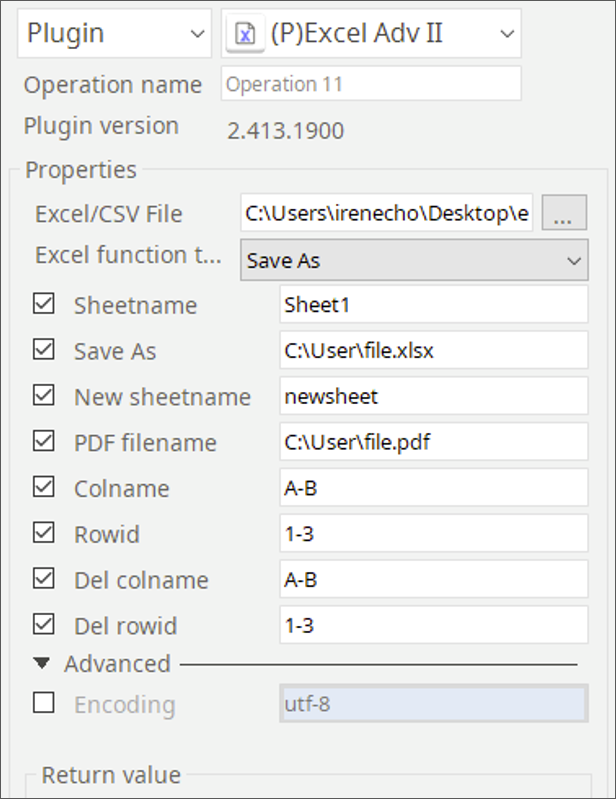 Plugin (P)Excel Adv II
Operation name Operation 11
Plugin version 2.413.1900
Properties
Excel/CSV File C:\Users\irenecho\Desktop\e ...
Excel function t... Save As
Sheetname Sheet1
Save As C:\User\file.xlsx
New sheetname newsheet
PDF filename C:\User\file.pdf
Colname A-B
Rowid 1-3
Del colname A-B
Del rowid 1-3
Advanced
Encoding utf-8
Return value